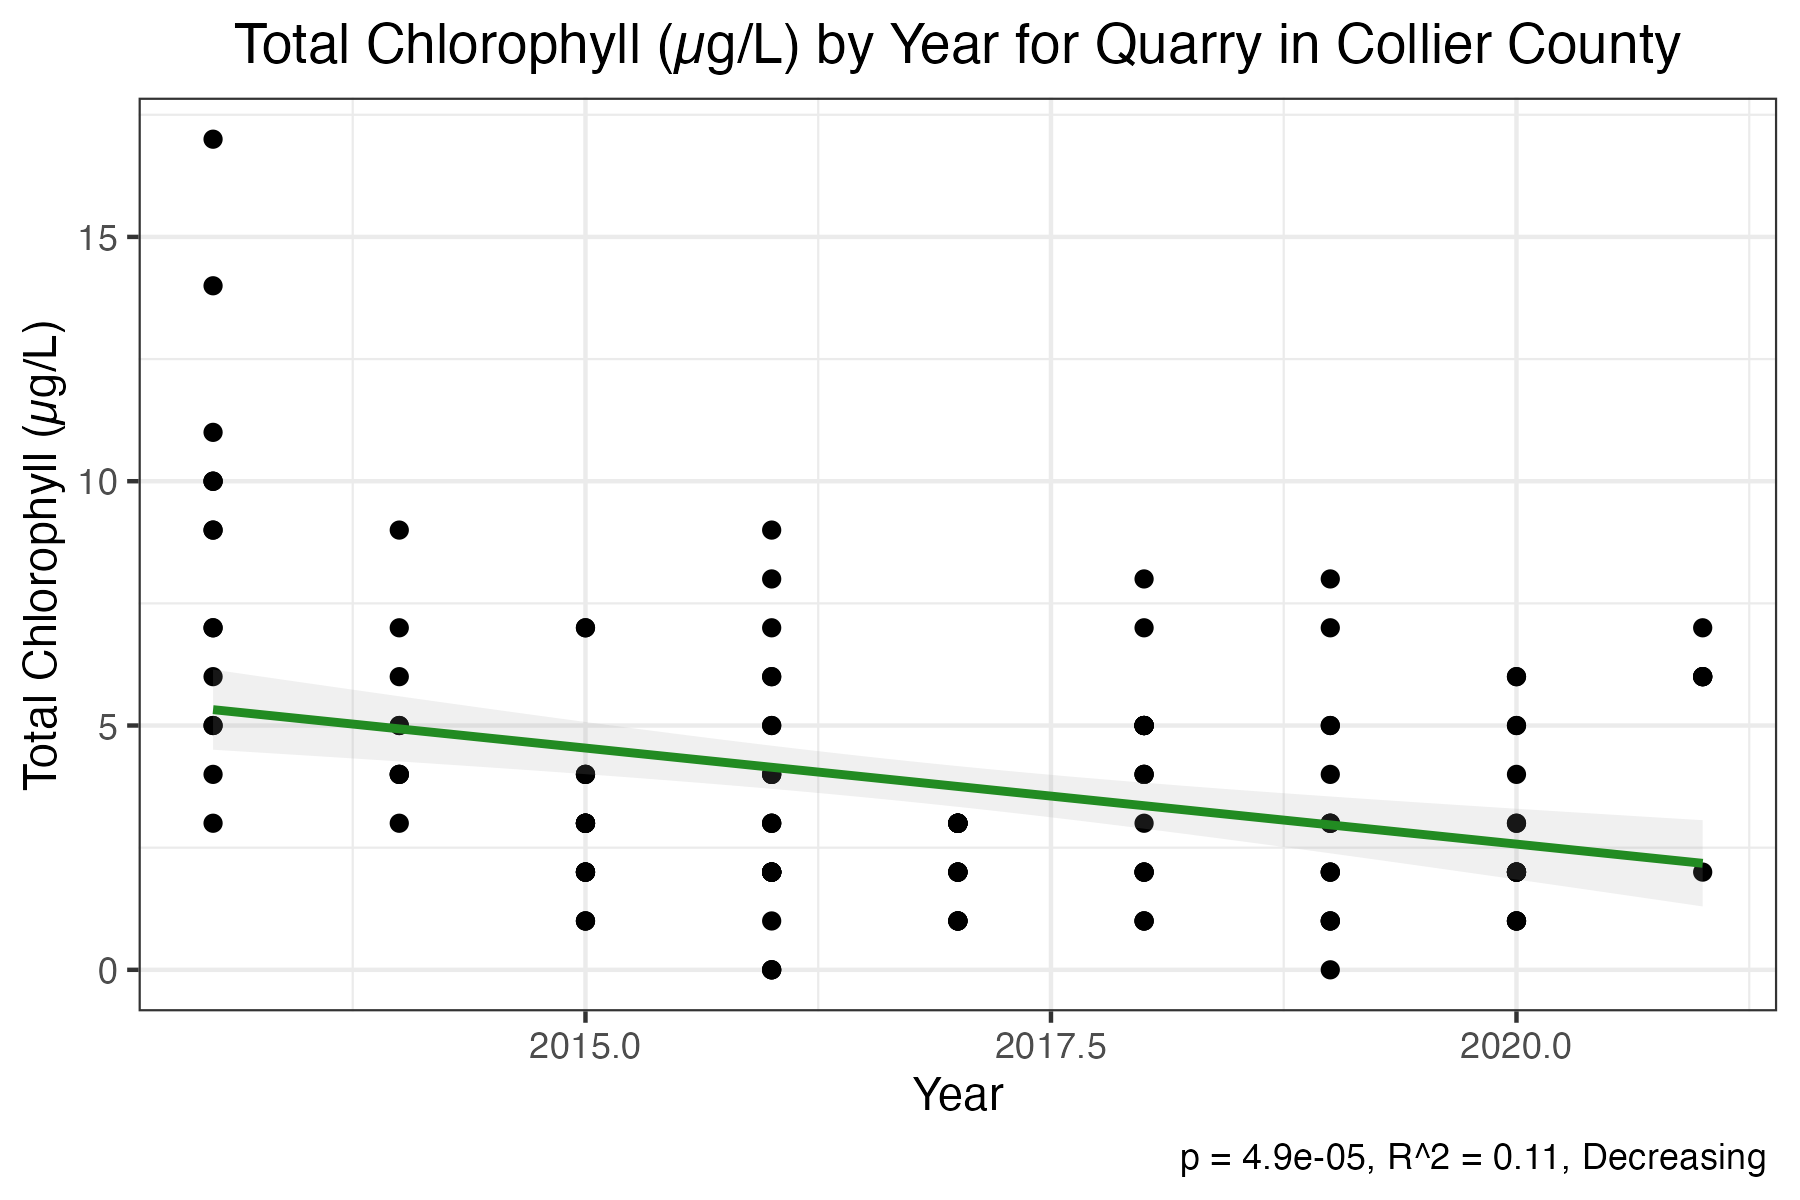 Total Chlorophyll (µg/L) by Year for Quarry in Collier County
Total Chlorophyll (µg/L)
15
10
5
0
2015.0
2017.5
2020.0
Year
p = 4.9e-05, R^2 = 0.11, Decreasing